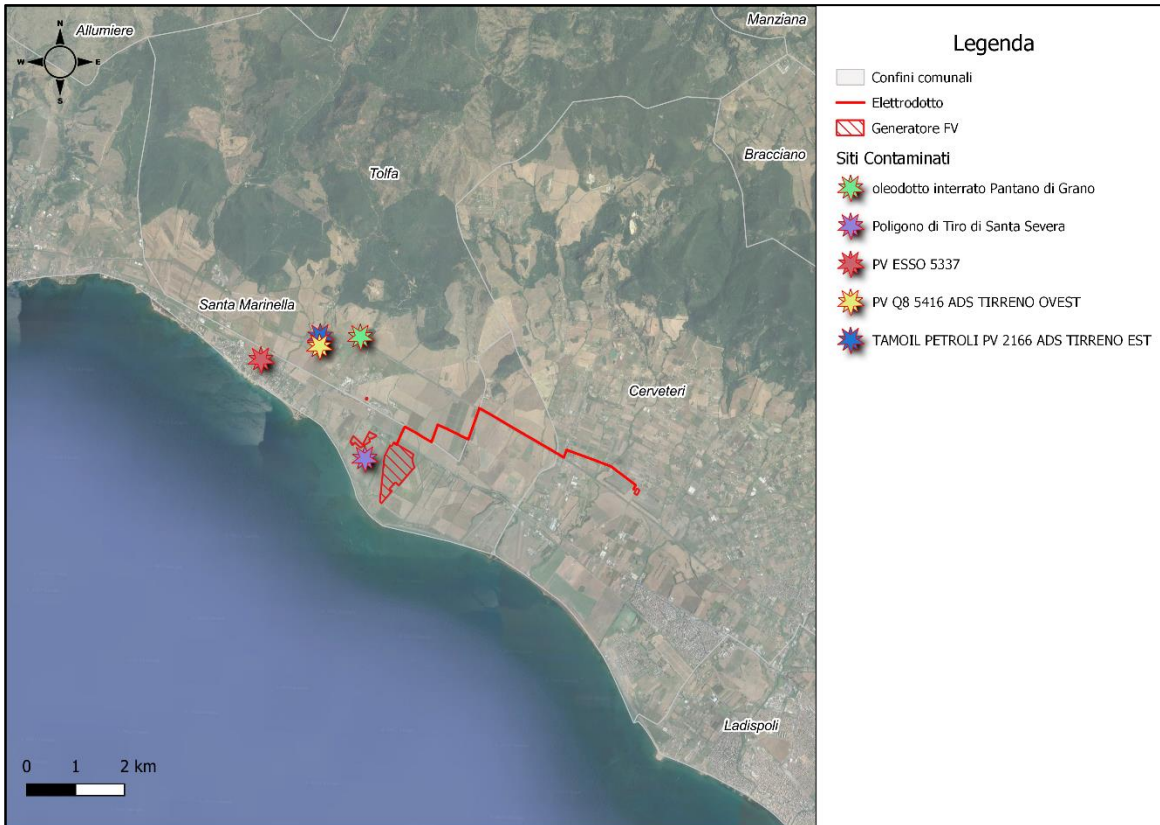 Allumiere
Manziana
N
W
E
S
Tolfa
Bracciano
Santa Marinella
Cerveteri
Ladispoli
0 1 2 km
Legenda
Confini comunali
Elettrodotto
Generatore FV
Siti Contaminati
oleodotto interrato Pantano di Grano
Poligono di Tiro di Santa Severa
PV ESSO 5337
PV Q8 5416 ADS TIRRENO OVEST
TAMOIL PETROLI PV 2166 ADS TIRRENO EST